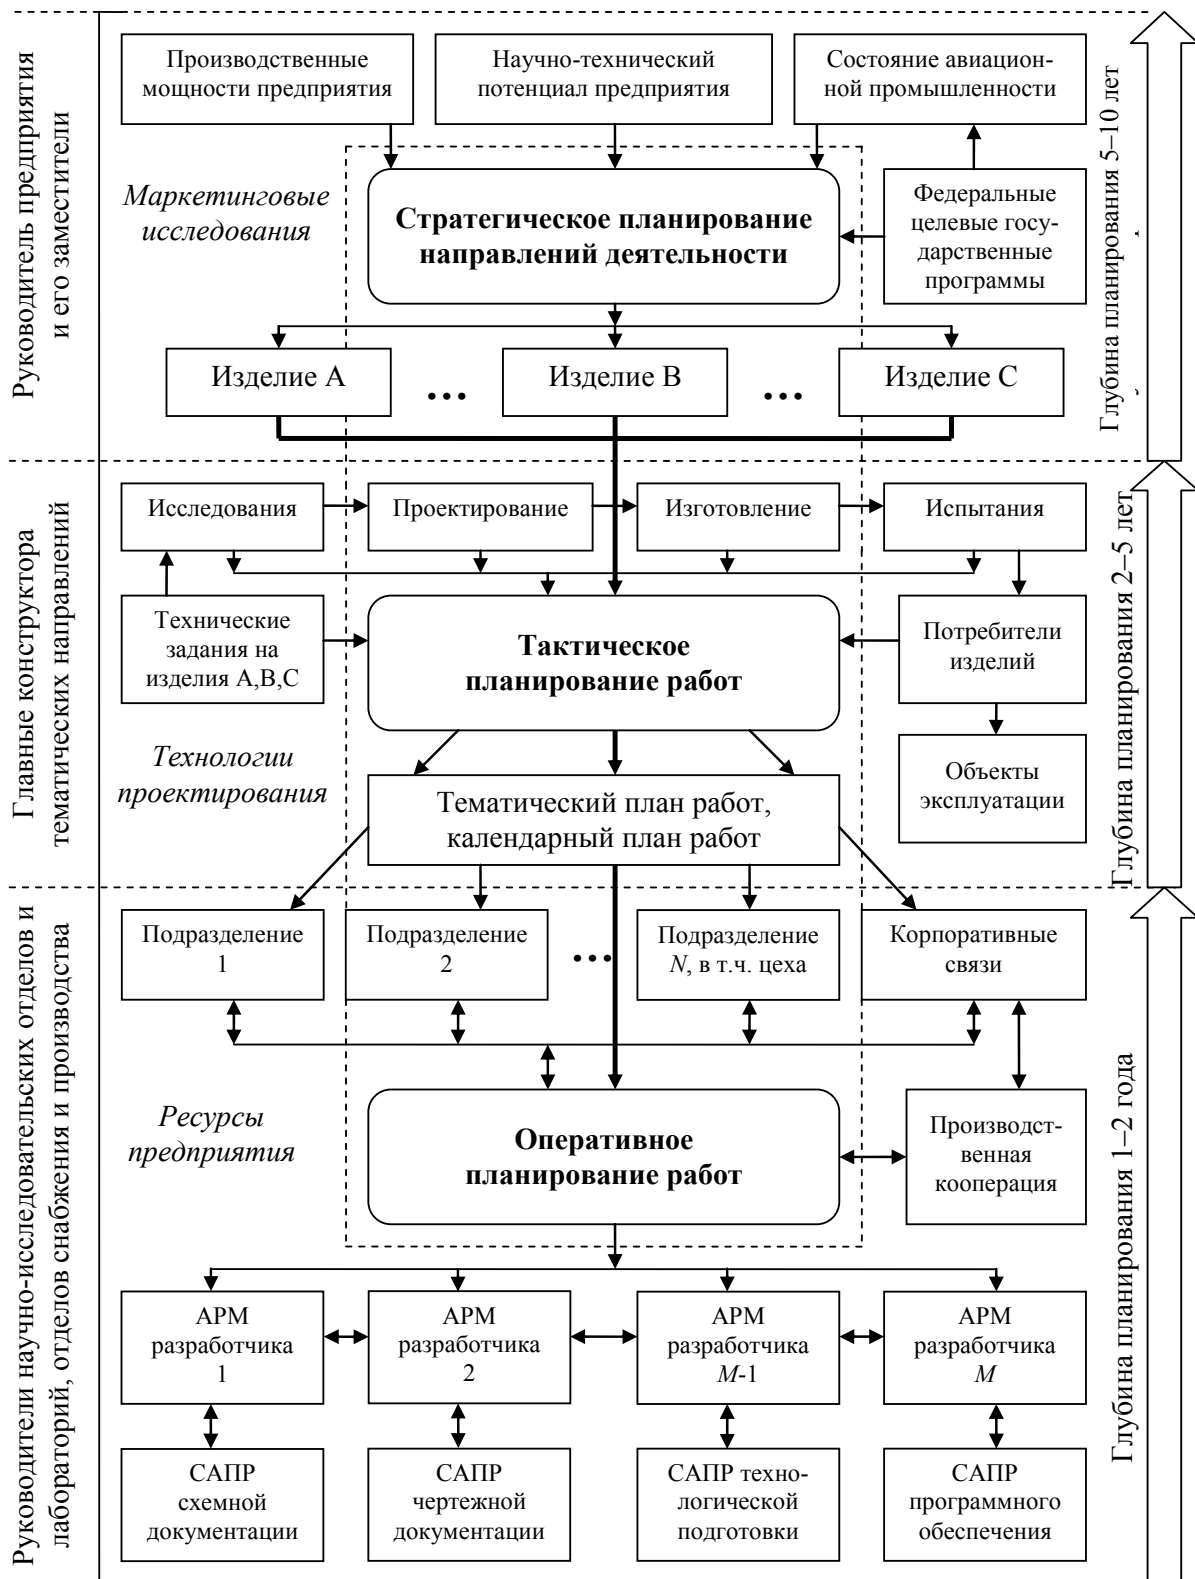 Руководитель предприятия
и его заместители
Производственные
мощности предприятия
Научно-технический
потенциал предприятия
Состояние авиацион-
ной промышленности
Глубина планирования 5–10 лет
Маркетинговые
исследования
Стратегическое планирование
направлений деятельности
Федеральные
целевые госу-
дарственные
программы
Изделие А
...
Изделие В
...
Изделие С
Главные конструктора
тематических направлений
Исследования
Проектирование
Изготовление
Испытания
Глубина планирования 2–5 лет
Технические
задания на
изделия А,В,С
Тактическое
планирование работ
Потребители
изделий
Технологии
проектирования
Тематический план работ,
календарный план работ
Объекты
эксплуатации
Руководители научно-исследовательских отделов и
лабораторий, отделов снабжения и производства
Подразделение
1
Подразделение
2
...
Подразделение
N, в т.ч. цеха
Корпоративные
связи
Глубина планирования 1–2 года
Ресурсы
предприятия
Оперативное
планирование работ
Производст-
венная
кооперация
АРМ
разработчика
1
АРМ
разработчика
2
АРМ
разработчика
М-1
АРМ
разработчика
М
САПР
схемной
документации
САПР
чертежной
документации
САПР техно-
логической
подготовки
САПР
программного
обеспечения